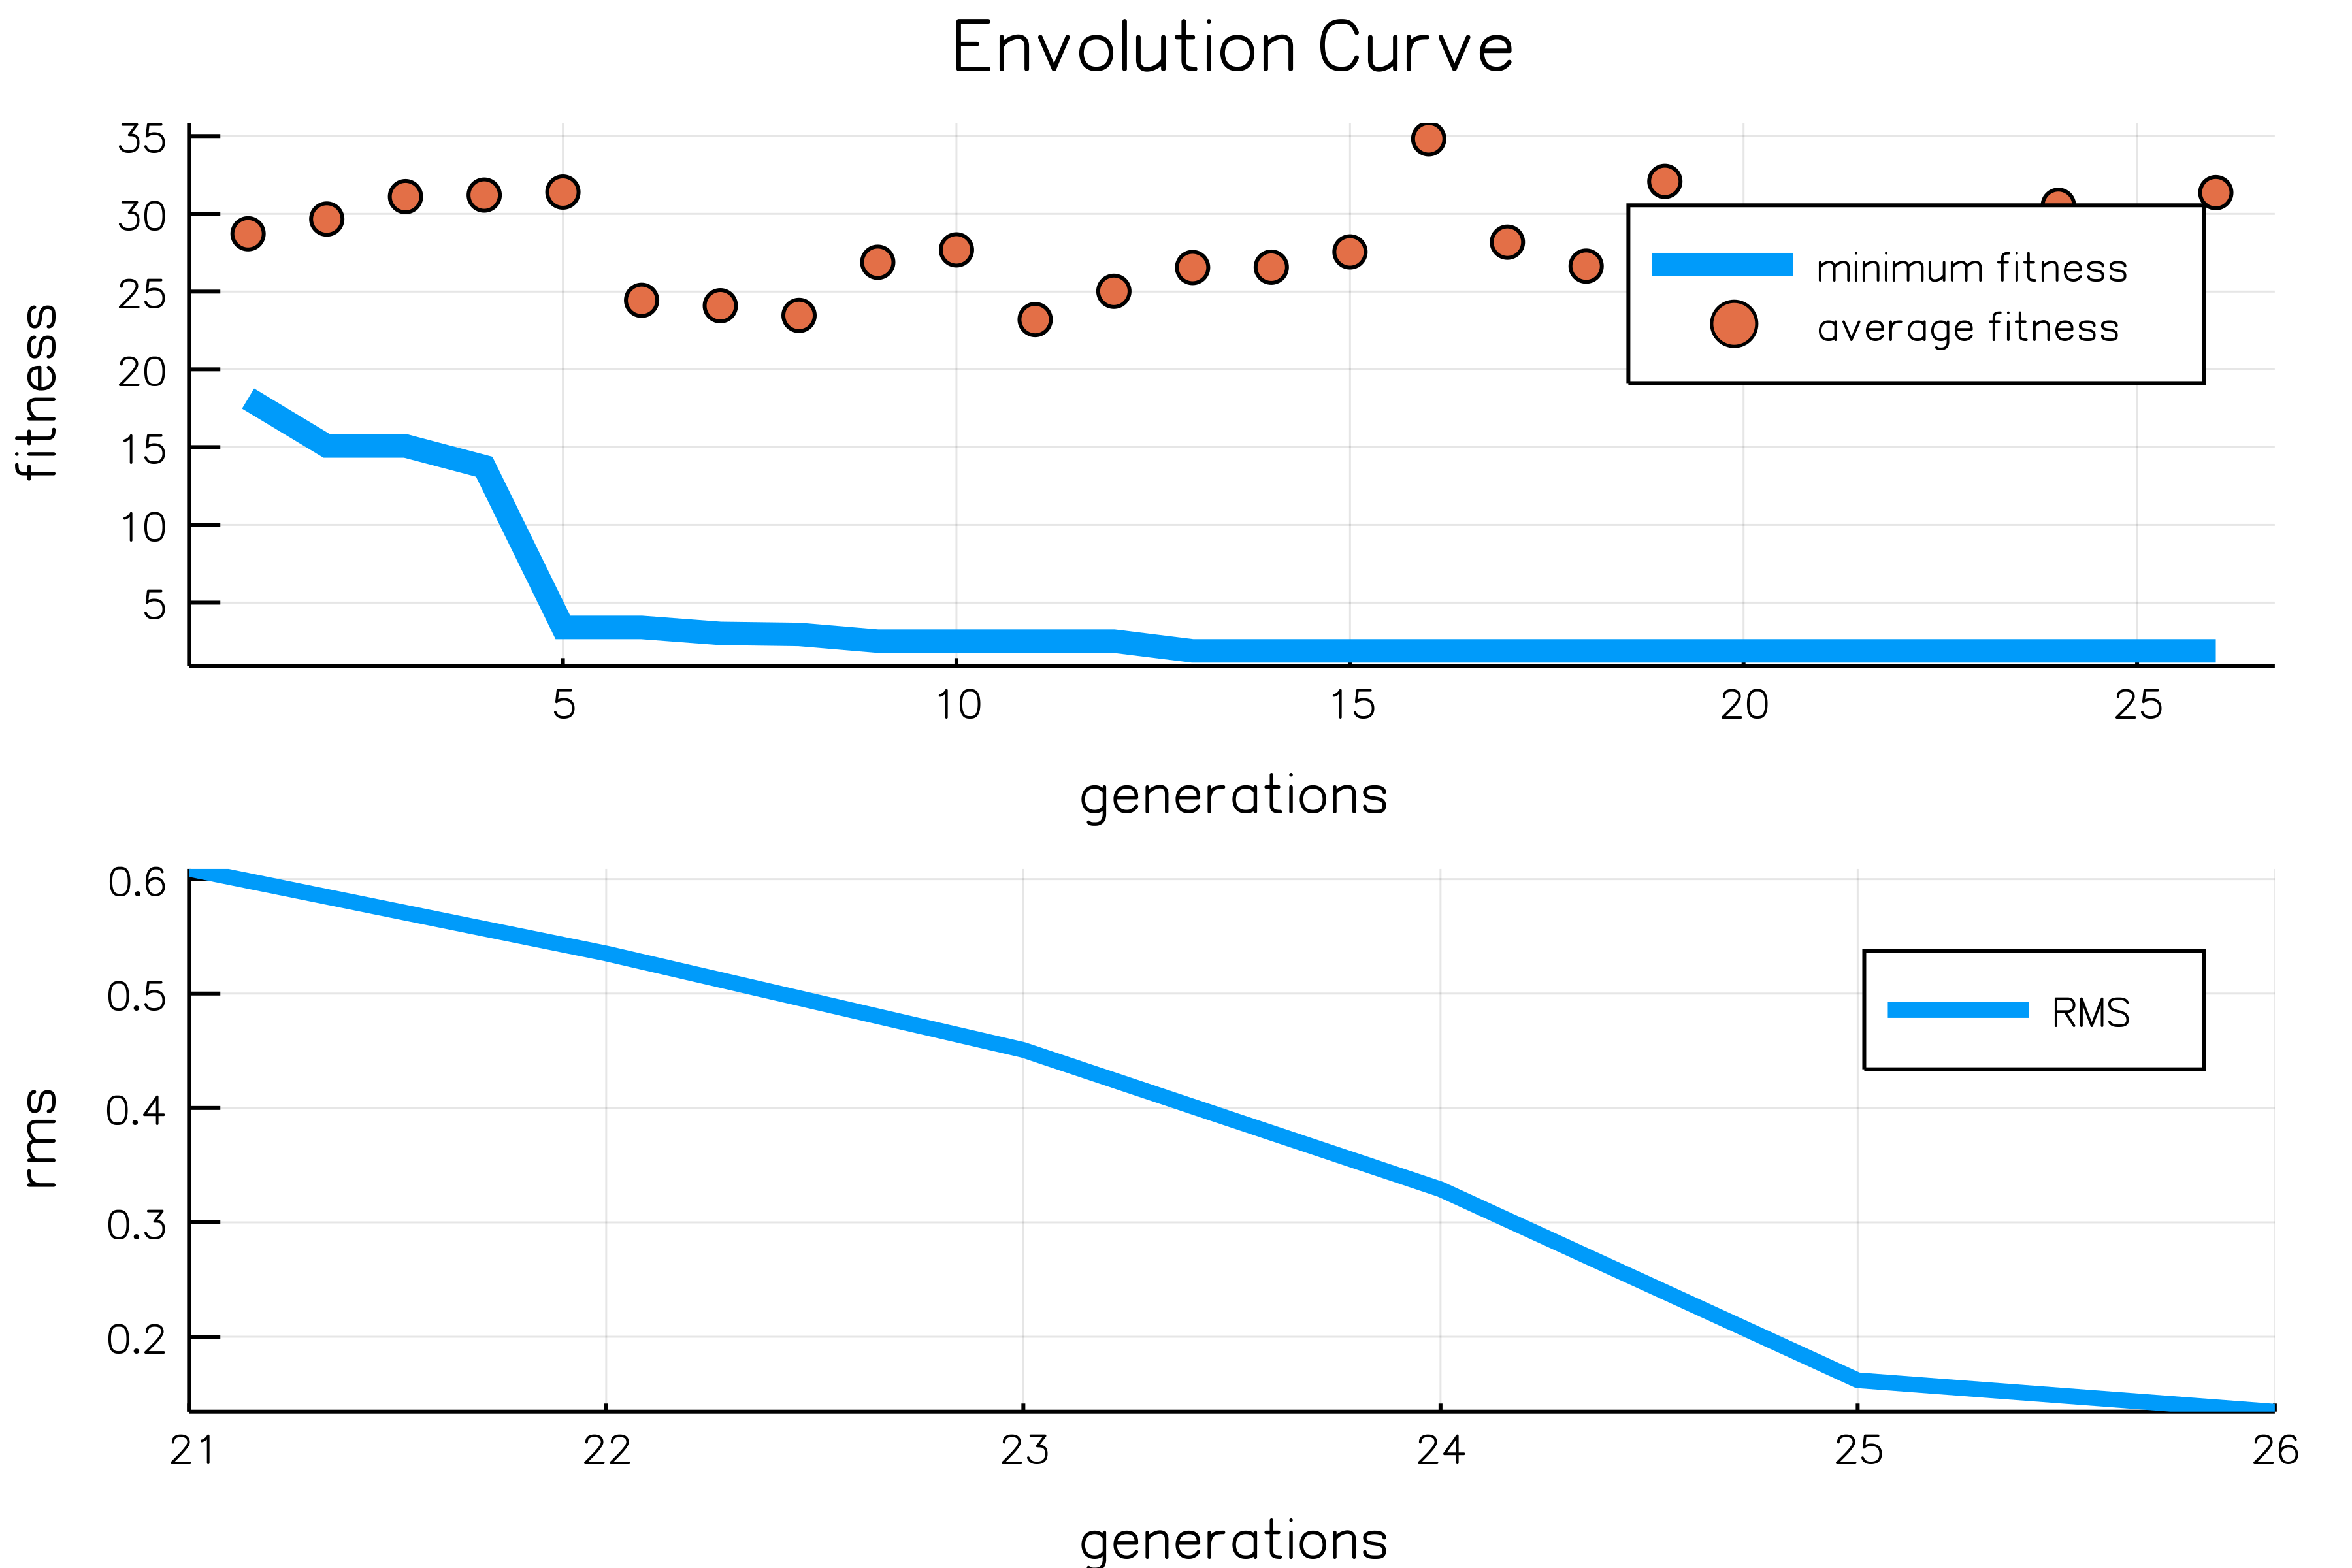 Envolution Curve
35
30
25
20
15
10
5
fitness
minimum fitness
average fitness
5 10 15 20 25
generations
0.6
0.5
0.4
0.3
0.2
rms
RMS
21 22 23 24 25 26
generations